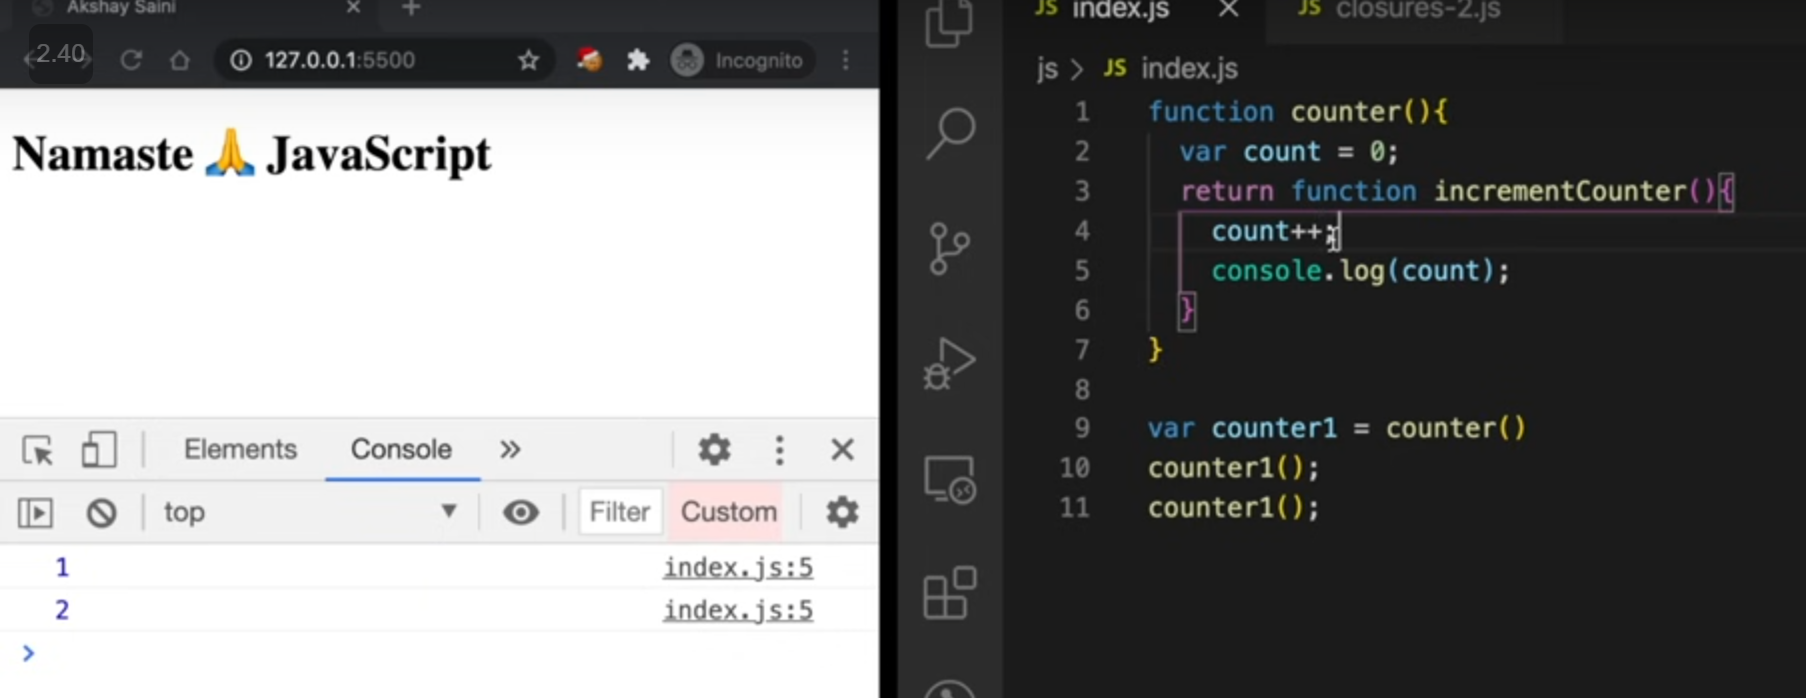 Akshay Saini
2.40
127.0.0.1:5500
Incognito
Namaste 🙏 JavaScript
Elements Console »
top
Filter
Custom
1 index.js:5
2 index.js:5
>
JS index.js
JS closures-2.js
js > JS index.js
1 function counter(){
2 var count = 0;
3 return function incrementCounter(){
4 count++;
5 console.log(count);
6 }
7 }
8
9 var counter1 = counter()
10 counter1();
11 counter1();